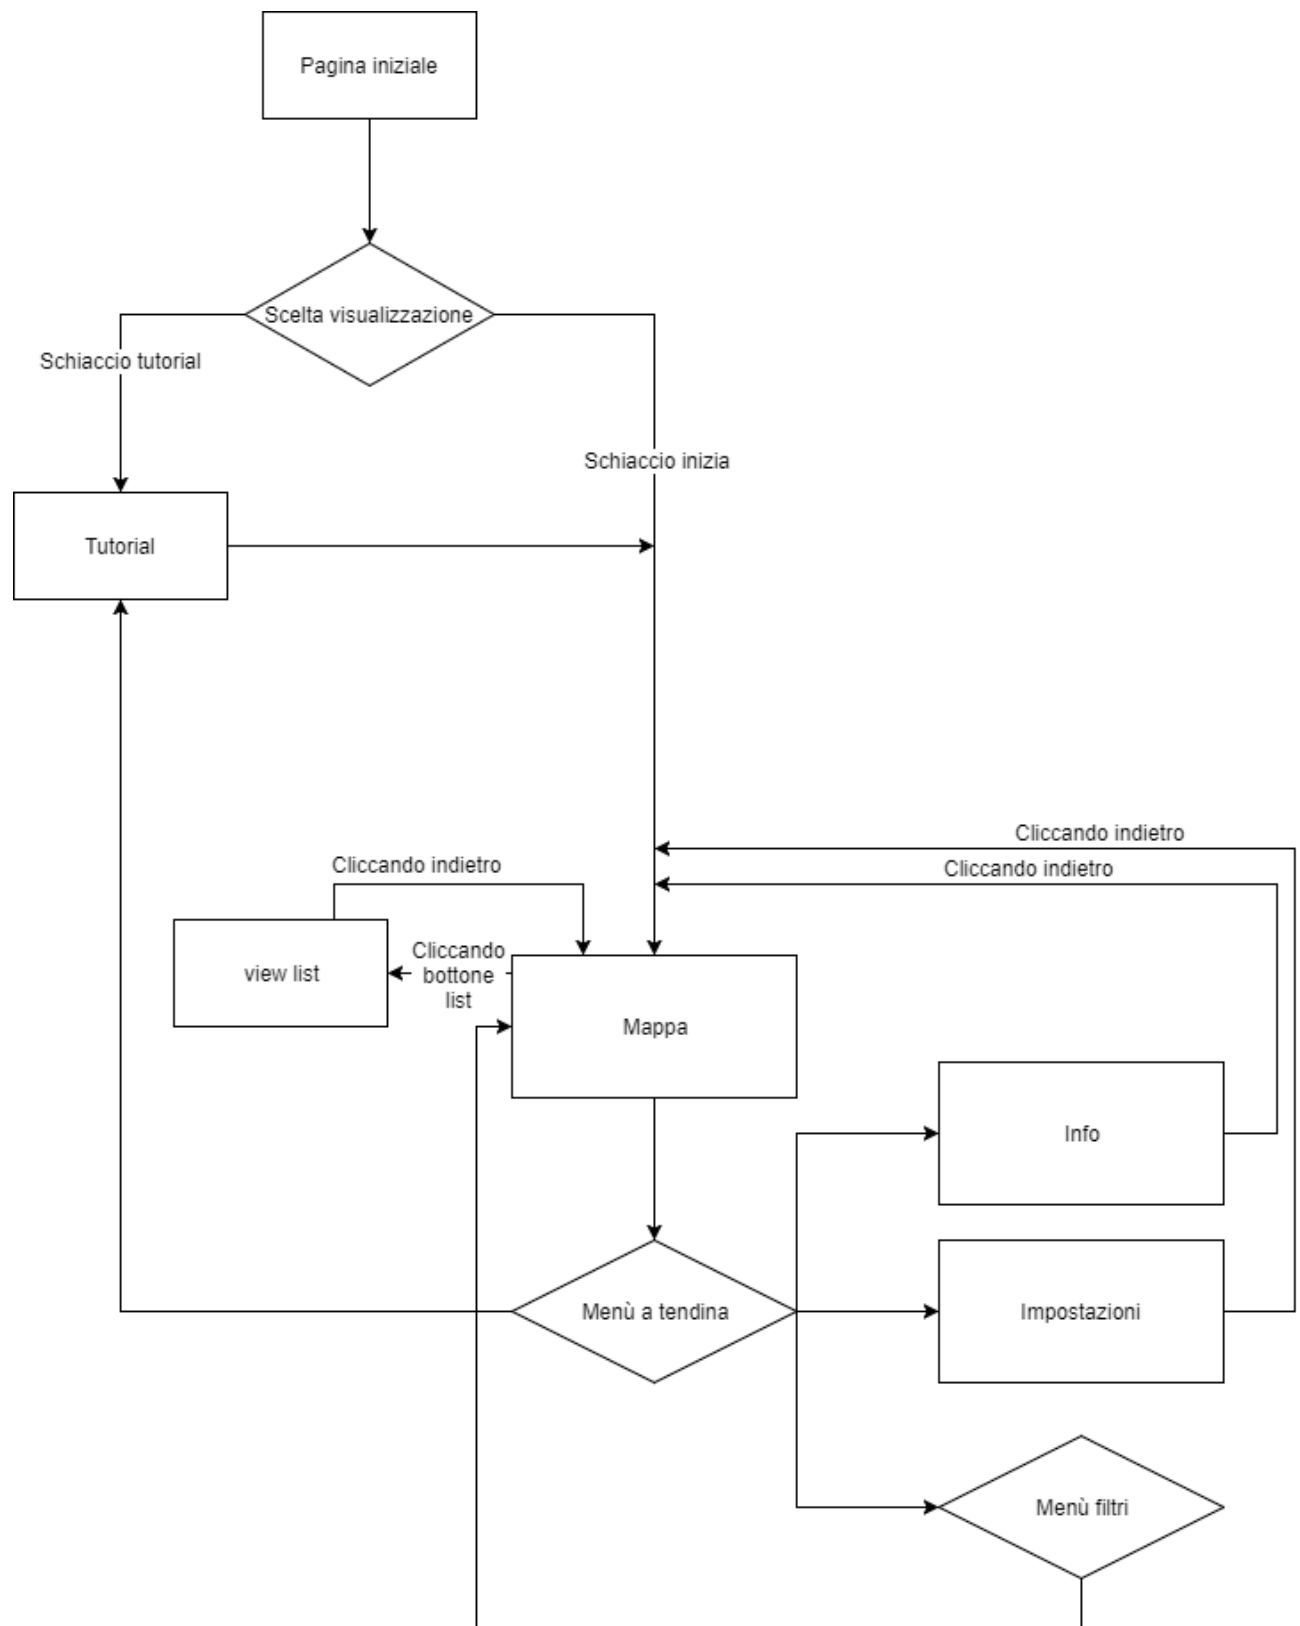 Pagina iniziale
Scelta visualizzazione
Schiaccio tutorial
Schiaccio inizia
Tutorial
Cliccando indietro
Cliccando indietro
Cliccando indietro
Cliccando
bottone
list
view list
Mappa
Info
Menù a tendina
Impostazioni
Menù filtri